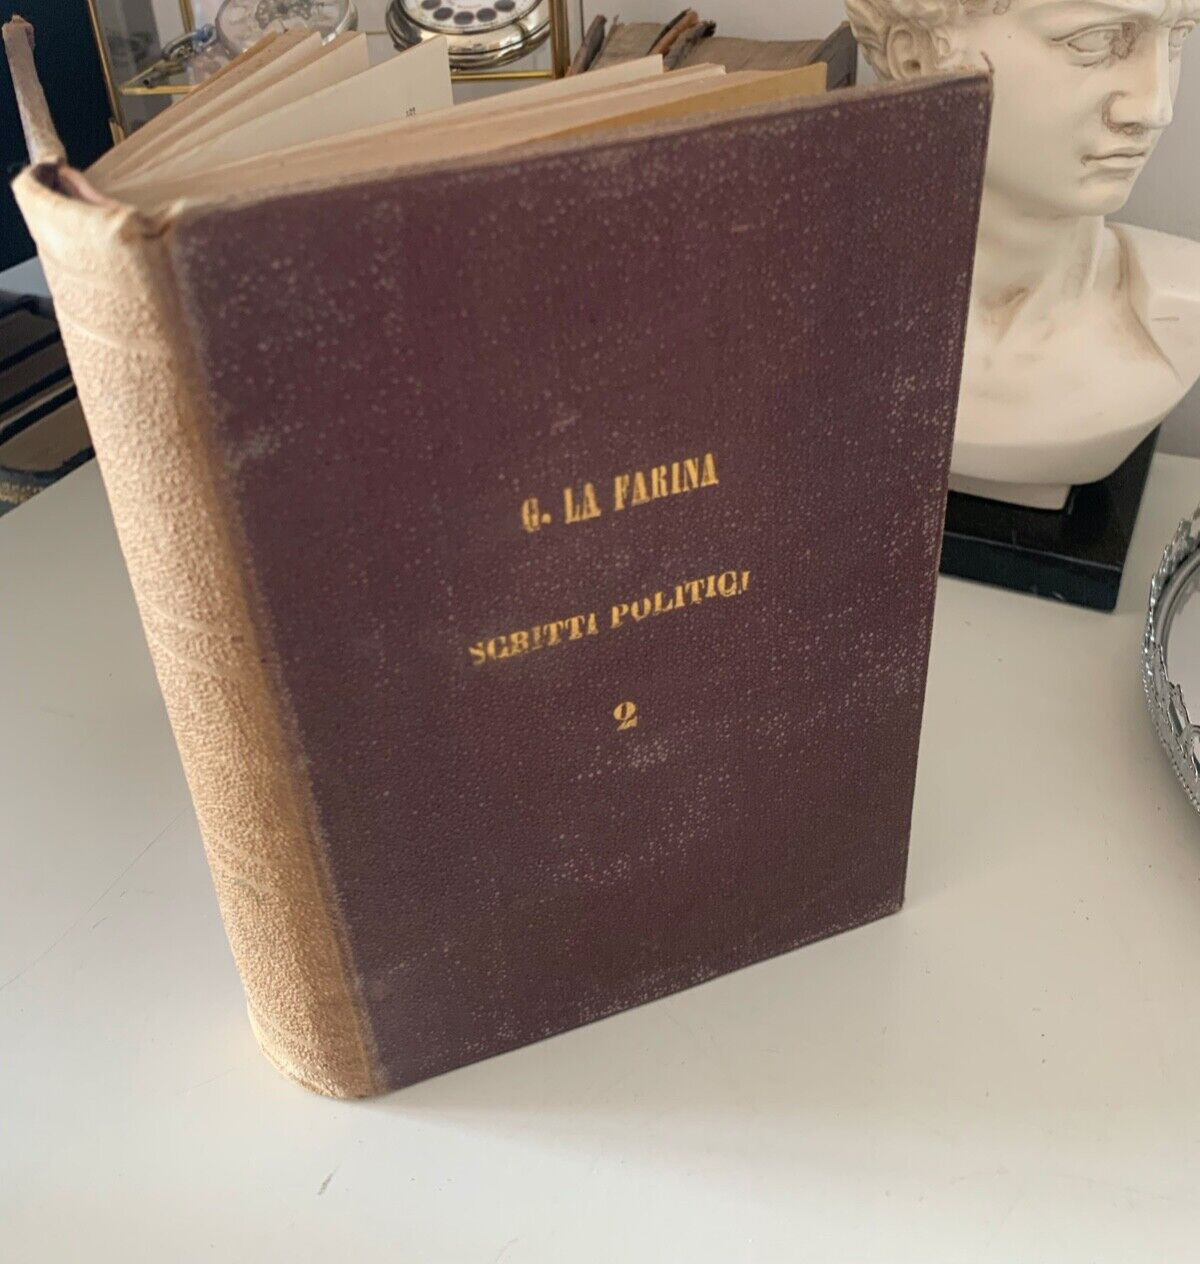 G. LA FARINA
SCRITTI POLITICI
2